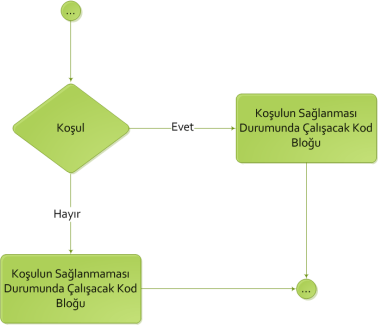 ...
Koşul
Evet
Koşulun Sağlanması
Durumunda Çalışacak Kod
Bloğu
Hayır
Koşulun Sağlanmaması
Durumunda Çalışacak Kod
Bloğu
...